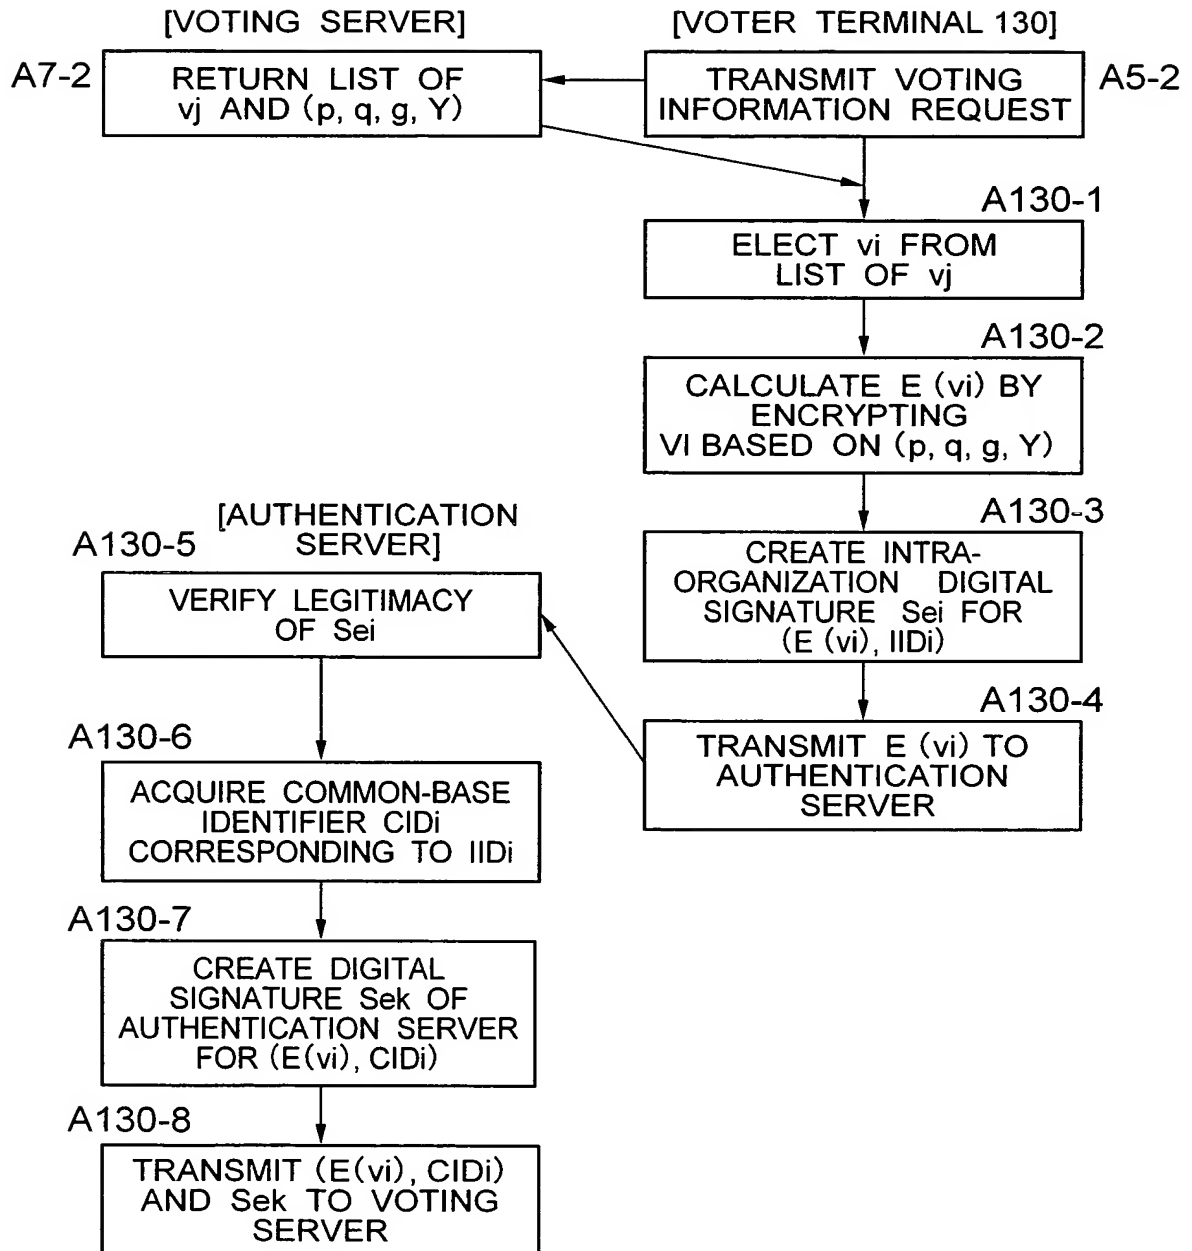 [VOTING SERVER]
[VOTER TERMINAL 130]
A7-2
RETURN LIST OF
vj AND (p, q, g, Y)
TRANSMIT VOTING
INFORMATION REQUEST
A5-2
A130-1
ELECT vi FROM
LIST OF vj
A130-2
CALCULATE E (vi) BY
ENCRYPTING
VI BASED ON (p, q, g, Y)
A130-3
CREATE INTRA-
ORGANIZATION DIGITAL
SIGNATURE Sei FOR
(E (vi), IIDi)
A130-4
TRANSMIT E (vi) TO
AUTHENTICATION
SERVER
[AUTHENTICATION
SERVER]
A130-5
VERIFY LEGITIMACY
OF Sei
A130-6
ACQUIRE COMMON-BASE
IDENTIFIER CIDi
CORRESPONDING TO IIDi
A130-7
CREATE DIGITAL
SIGNATURE Sek OF
AUTHENTICATION SERVER
FOR (E(vi), CIDi)
A130-8
TRANSMIT (E(vi), CIDi)
AND Sek TO VOTING
SERVER